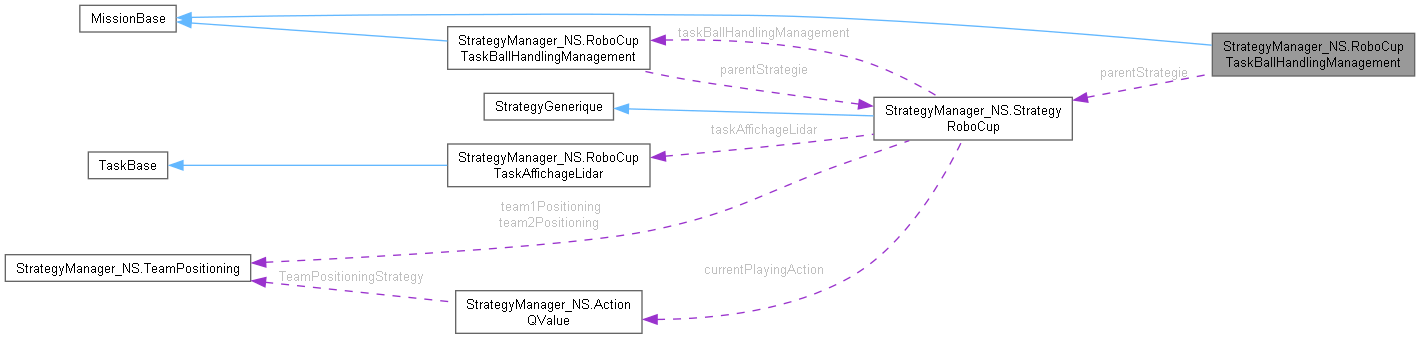 MissionBase
StrategyManager_NS.RoboCup
TaskBallHandlingManagement
taskBallHandlingManagement
parentStrategie
StrategyManager_NS.RoboCup
TaskBallHandlingManagement
parentStrategie
StrategyGenerique
StrategyManager_NS.Strategy
RoboCup
taskAffichageLidar
TaskBase
StrategyManager_NS.RoboCup
TaskAffichageLidar
team1Positioning
team2Positioning
StrategyManager_NS.TeamPositioning
TeamPositioningStrategy
currentPlayingAction
StrategyManager_NS.Action
QValue